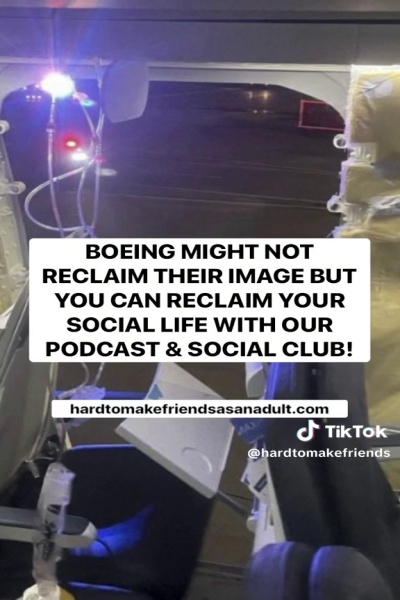 BOEING MIGHT NOT
RECLAIM THEIR IMAGE BUT
YOU CAN RECLAIM YOUR
SOCIAL LIFE WITH OUR
PODCAST & SOCIAL CLUB!
hardtomakefriendsasanadult.com
TikTok
@hardtomakefriends